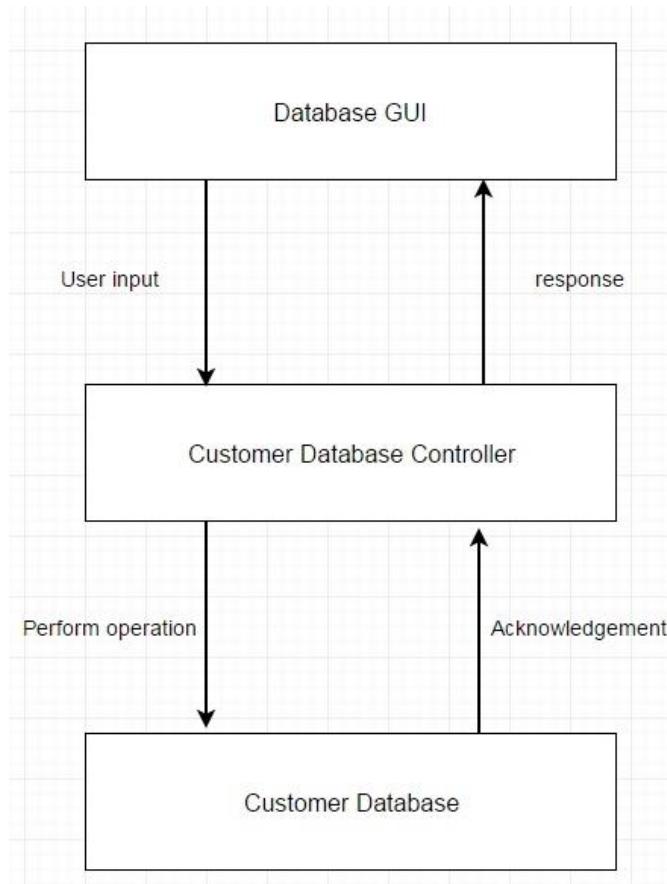 Database GUI
User input
response
Customer Database Controller
Perform operation
Acknowledgement
Customer Database